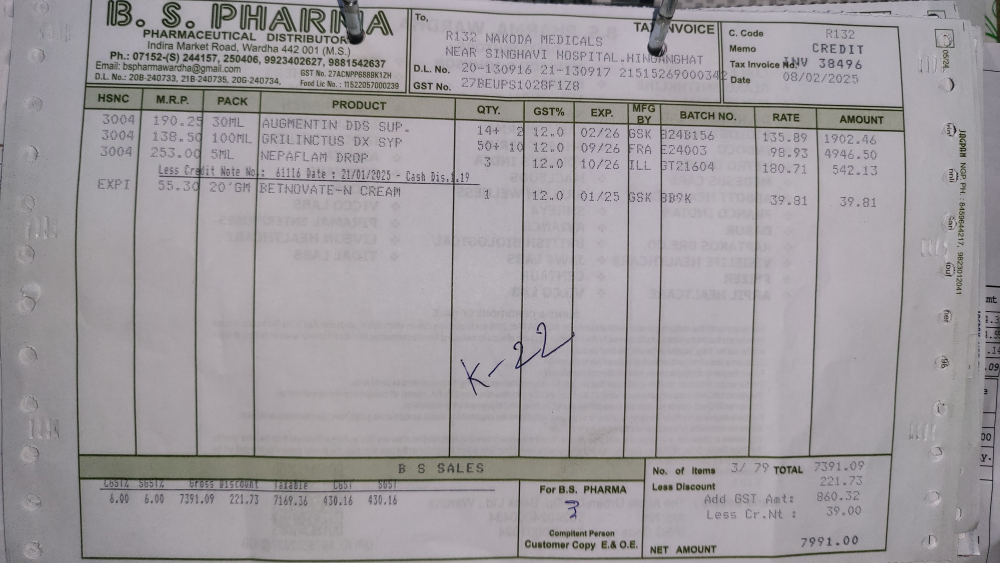 B. S. PHARMA
PHARMACEUTICAL DISTRIBUTOR
Indira Market Road, Wardha 442 001 (M.S.)
Ph.: 07152-(S) 244157, 250406, 9923402627, 9881542637
Email: bspharmawardha@gmail.com
GST No. 27ACNPP6668K1ZH
D.L. No.: 20B-240733, 21B-240735, 20G-240734, Food Lic No.: 11522057000239
To,
TAX INVOICE
R132 NAKODA MEDICALS
NEAR SINGHAVI HOSPITAL.HINGANGHAT
D.L. No. 20-130916 21-130917 2151526900034
GST No. 27BEUPS1028F1Z8
C. Code R132
Memo CREDIT
Tax Invoice No. INV 38496
Date 08/02/2025
HSNC M.R.P. PACK PRODUCT QTY. GST% EXP. MFG BY BATCH NO. RATE AMOUNT
3004 190.25 30ML AUGMENTIN DDS SUP. 14+ 2 12.0 02/26 GSK B24B156 135.89 1902.46
3004 138.50 100ML GRILINCTUS DX SYP 50+ 10 12.0 09/26 FRA E24003 98.93 4946.50
3004 253.00 5ML NEPAFLAM DROP 3 12.0 10/26 ILL GT21604 180.71 542.13
Less Credit Note No.: 61116 Date : 21/01/2025 - Cash Dis.1.19
EXPI 55.30 20'GM BETNOVATE-N CREAM 1 12.0 01/25 GSK BB9K 39.81 39.81
K-22
B S SALES
CGST% SGST% Gross Discount Taxable CGST SGST
6.00 6.00 7391.09 221.73 7169.36 430.16 430.16
For B.S. PHARMA
3
Compitent Person
Customer Copy E.& O.E.
No. of Items 3/ 79 TOTAL 7391.09
Less Discount 221.73
Add GST Amt: 860.32
Less Cr.Nt : 39.00
NET AMOUNT 7991.00